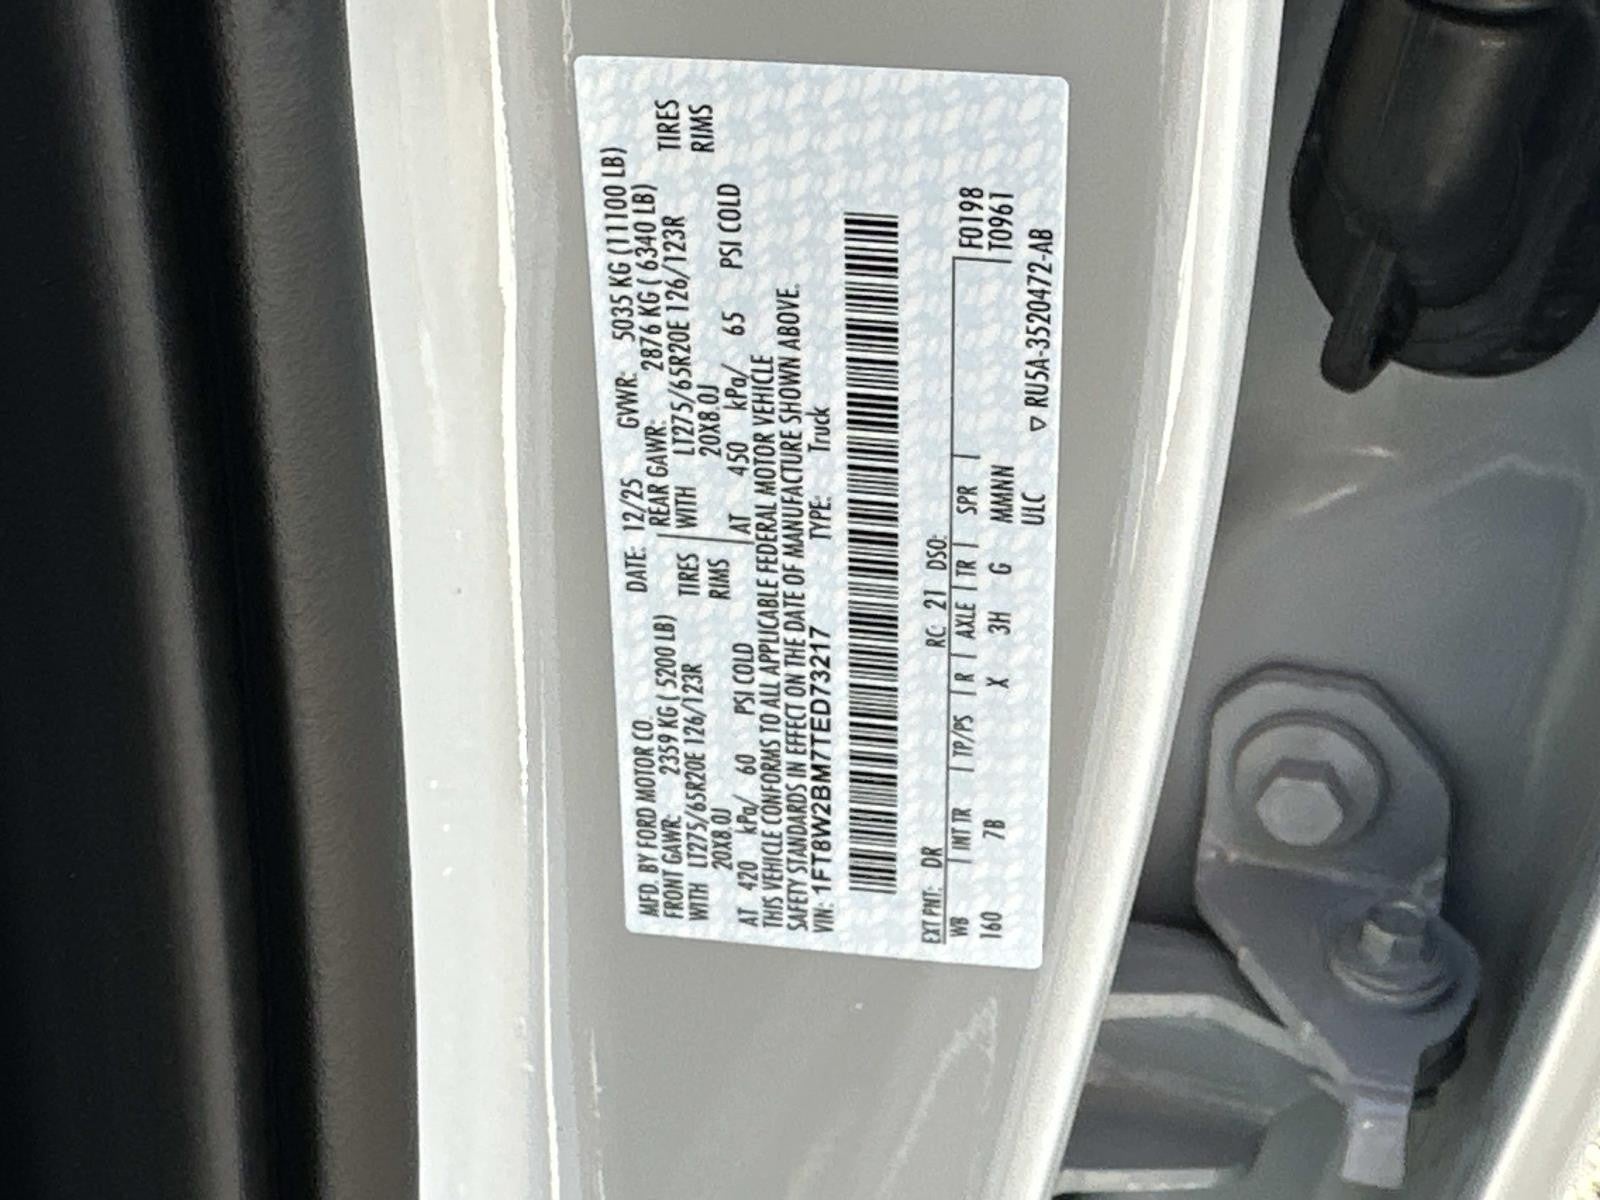 MFD. BY FORD MOTOR CO. DATE: 12/25 GVWR: 5035 KG (11100 LB)
FRONT GAWR: 2359 KG ( 5200 LB) REAR GAWR: 2876 KG ( 6340 LB)
WITH LT275/65R20E 126/123R TIRES WITH LT275/65R20E 126/123R TIRES
20X8.0J RIMS 20X8.0J RIMS
AT 420 kPa/ 60 PSI COLD AT 450 kPa/ 65 PSI COLD
THIS VEHICLE CONFORMS TO ALL APPLICABLE FEDERAL MOTOR VEHICLE
SAFETY STANDARDS IN EFFECT ON THE DATE OF MANUFACTURE SHOWN ABOVE.
VIN: 1FT8W2BM7TED73217 TYPE: Truck
EXT PNT: DR RC: 21 DSO:
WB INT TR TP/PS R AXLE TR SPR F0198
160 7B X 3H G MMNN T0961
ULC ▽ RU5A-3520472-AB